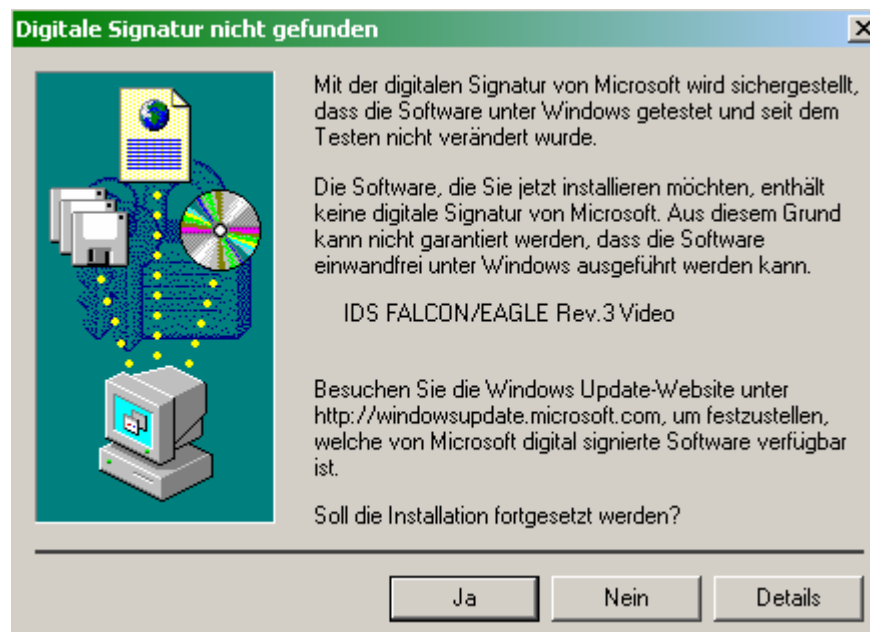 Digitale Signatur nicht gefunden
Mit der digitalen Signatur von Microsoft wird sichergestellt,
dass die Software unter Windows getestet und seit dem
Testen nicht verändert wurde.
Die Software, die Sie jetzt installieren möchten, enthält
keine digitale Signatur von Microsoft. Aus diesem Grund
kann nicht garantiert werden, dass die Software
einwandfrei unter Windows ausgeführt werden kann.
IDS FALCON/EAGLE Rev.3 Video
Besuchen Sie die Windows Update-Website unter
http://windowsupdate.microsoft.com, um festzustellen,
welche von Microsoft digital signierte Software verfügbar
ist.
Soll die Installation fortgesetzt werden?
Ja
Nein
Details